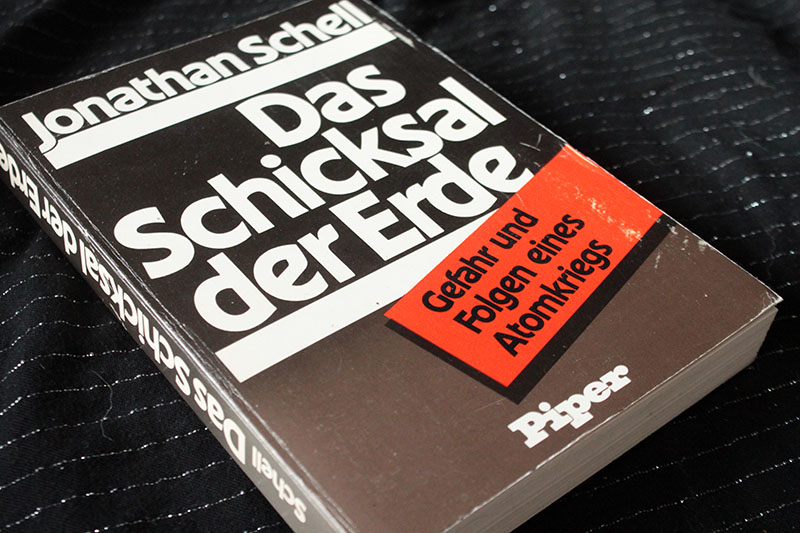 Jonathan Schell
Das
Schicksal
der Erde
Gefahr und
Folgen eines
Atomkriegs
Piper
Schell Das Schicksal der Erde